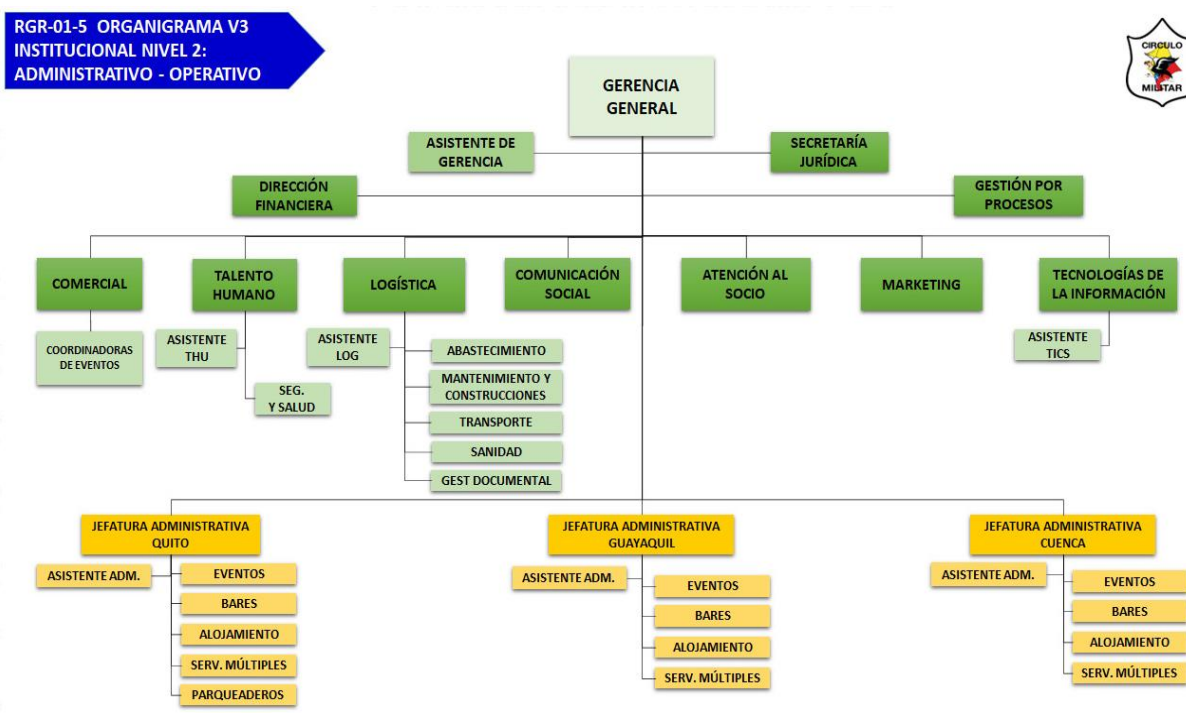 RGR-01-5 ORGANIGRAMA V3
INSTITUCIONAL NIVEL 2:
ADMINISTRATIVO - OPERATIVO
CIRCULO
MILITAR
GERENCIA
GENERAL
ASISTENTE DE
GERENCIA
SECRETARÍA
JURÍDICA
DIRECCIÓN
FINANCIERA
GESTIÓN POR
PROCESOS
COMERCIAL
TALENTO
HUMANO
LOGÍSTICA
COMUNICACIÓN
SOCIAL
ATENCIÓN AL
SOCIO
MARKETING
TECNOLOGÍAS DE
LA INFORMACIÓN
COORDINADORAS
DE EVENTOS
ASISTENTE
THU
SEG.
Y SALUD
ASISTENTE
LOG
ABASTECIMIENTO
MANTENIMIENTO Y
CONSTRUCCIONES
TRANSPORTE
SANIDAD
GEST DOCUMENTAL
ASISTENTE
TICS
JEFATURA ADMINISTRATIVA
QUITO
ASISTENTE ADM.
EVENTOS
BARES
ALOJAMIENTO
SERV. MÚLTIPLES
PARQUEADEROS
JEFATURA ADMINISTRATIVA
GUAYAQUIL
ASISTENTE ADM.
EVENTOS
BARES
ALOJAMIENTO
SERV. MÚLTIPLES
JEFATURA ADMINISTRATIVA
CUENCA
ASISTENTE ADM.
EVENTOS
BARES
ALOJAMIENTO
SERV. MÚLTIPLES